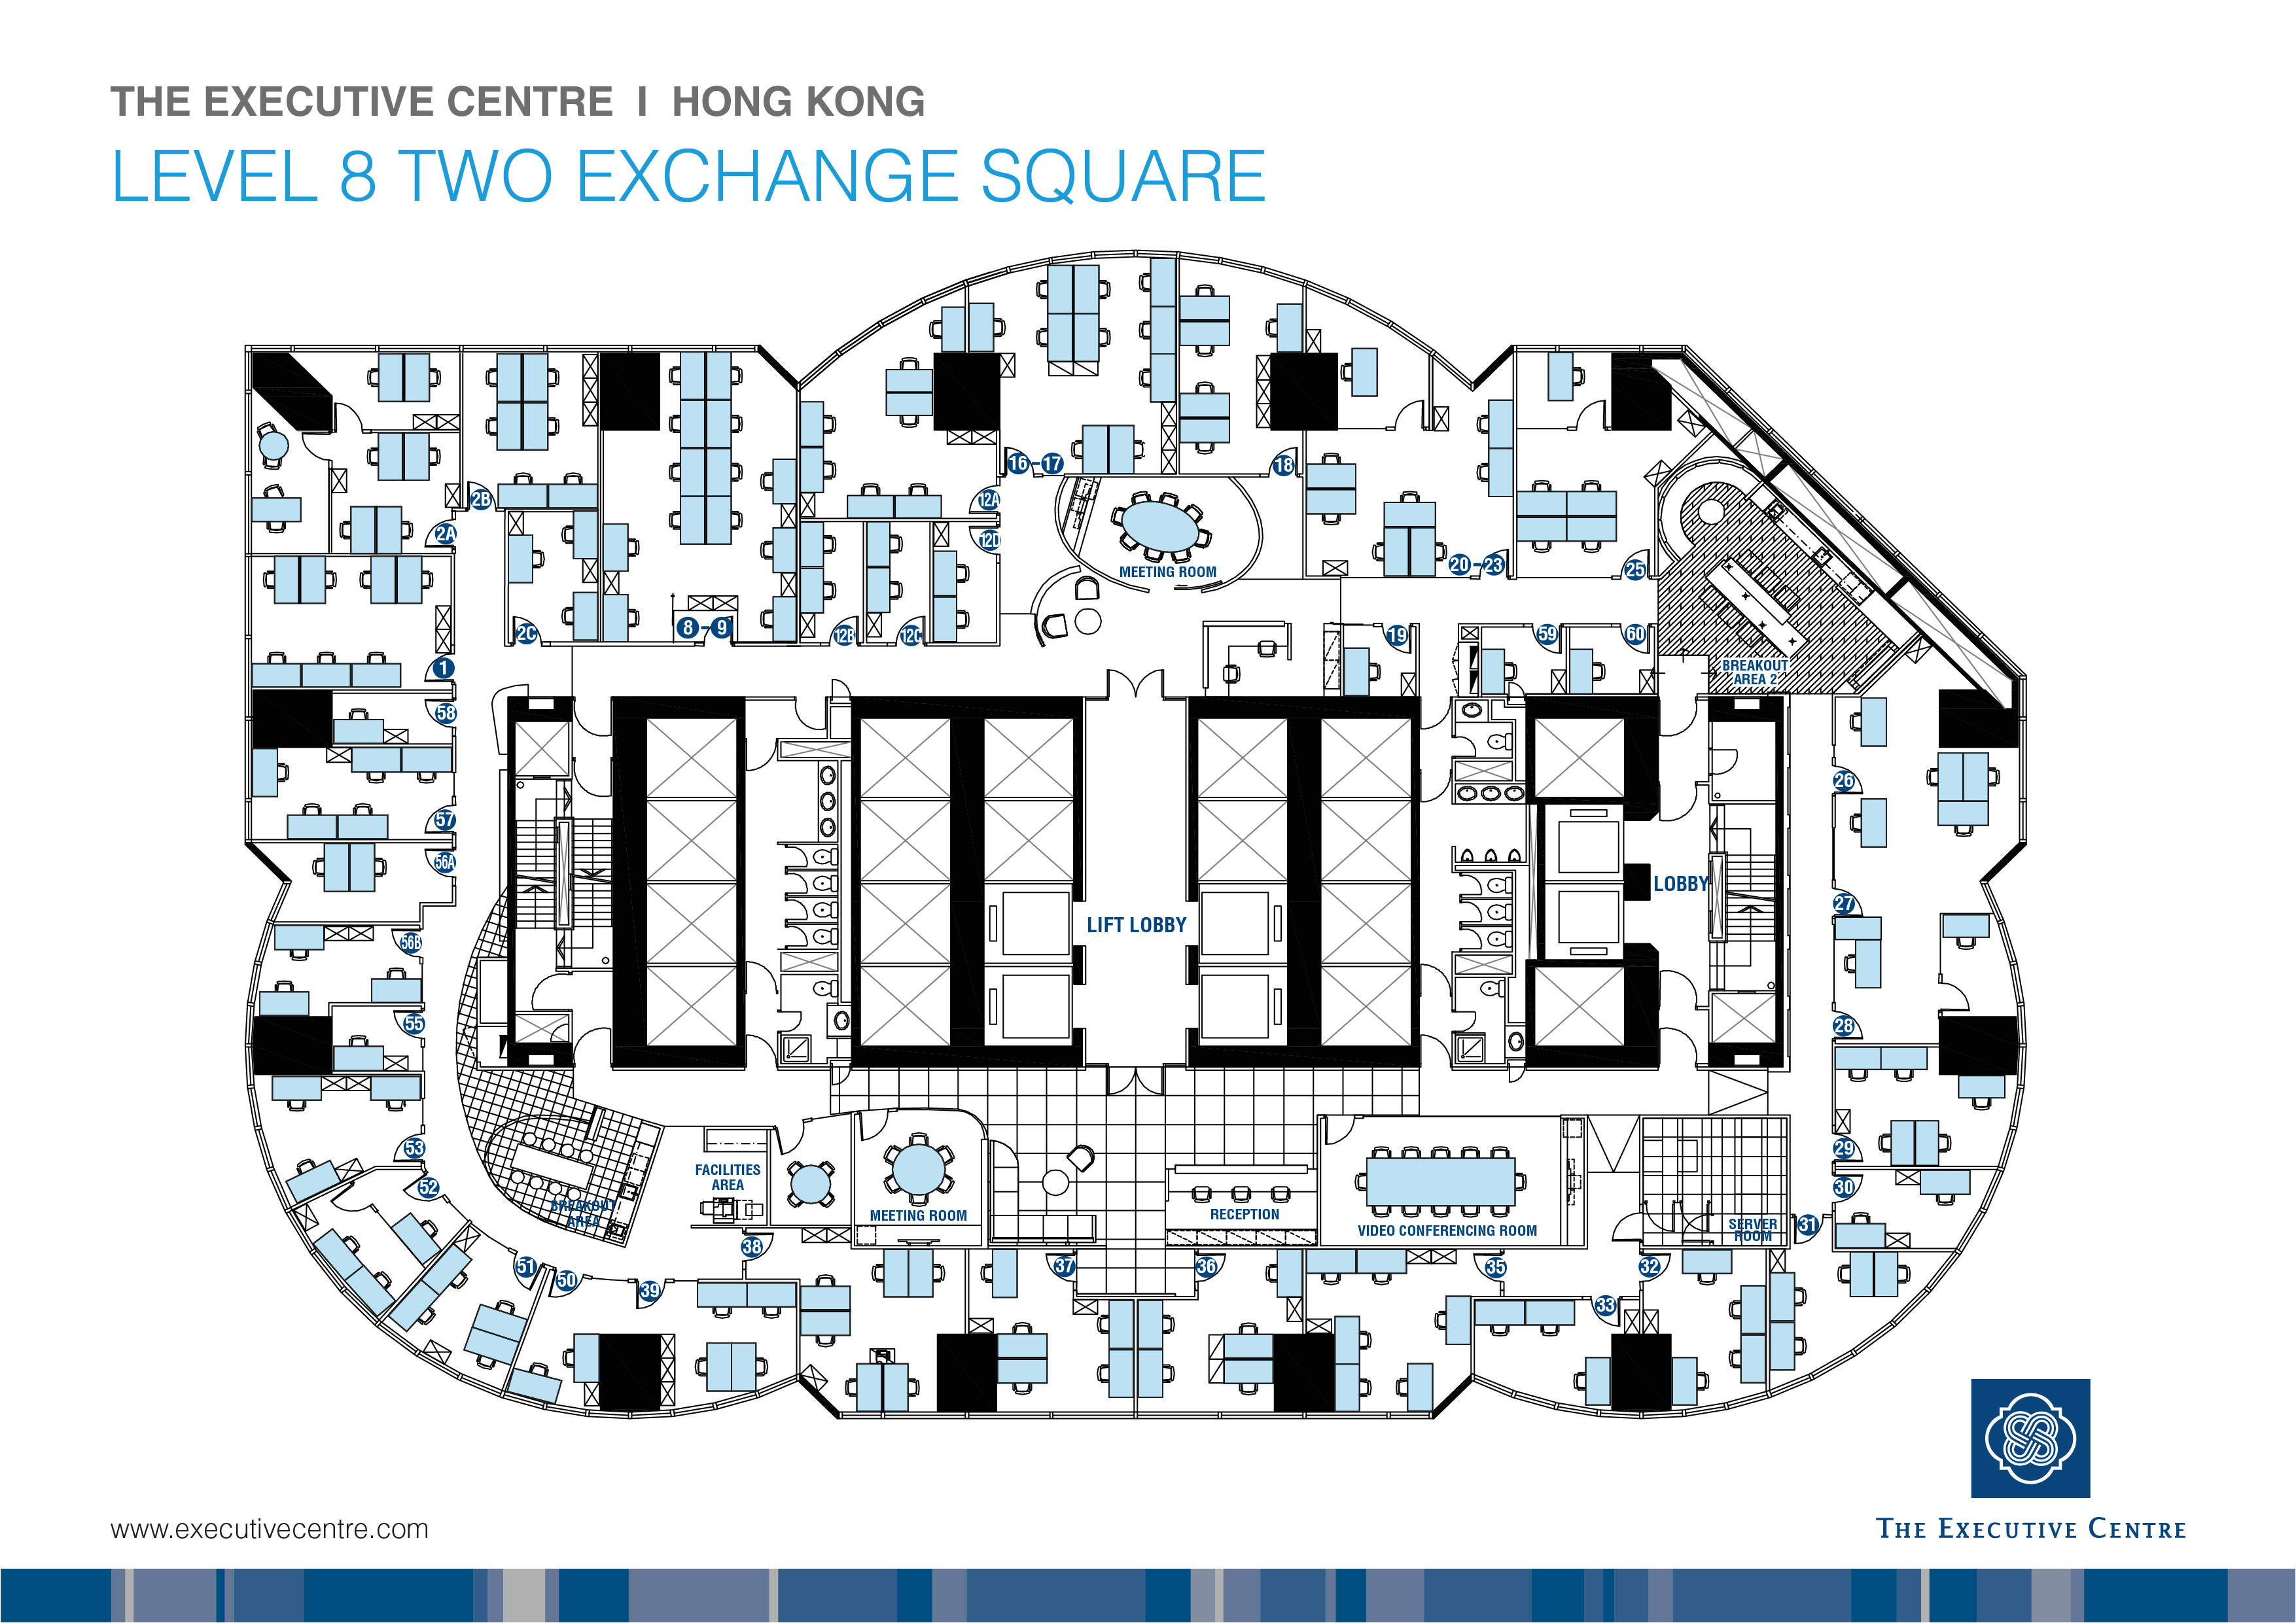 THE EXECUTIVE CENTRE I HONG KONG
LEVEL 8 TWO EXCHANGE SQUARE
16-17
18
2B
12A
2A
12D
MEETING ROOM
20-23
25
2C
8-9
12B
12C
19
59
60
1
BREAKOUT
AREA 2
58
26
57
56A
LOBBY
27
LIFT LOBBY
56B
55
28
53
29
FACILITIES
AREA
52
30
BREAKOUT
AREA
MEETING ROOM
RECEPTION
VIDEO CONFERENCING ROOM
SERVER
ROOM
31
38
51
50
39
37
36
35
32
33
www.executivecentre.com
THE EXECUTIVE CENTRE